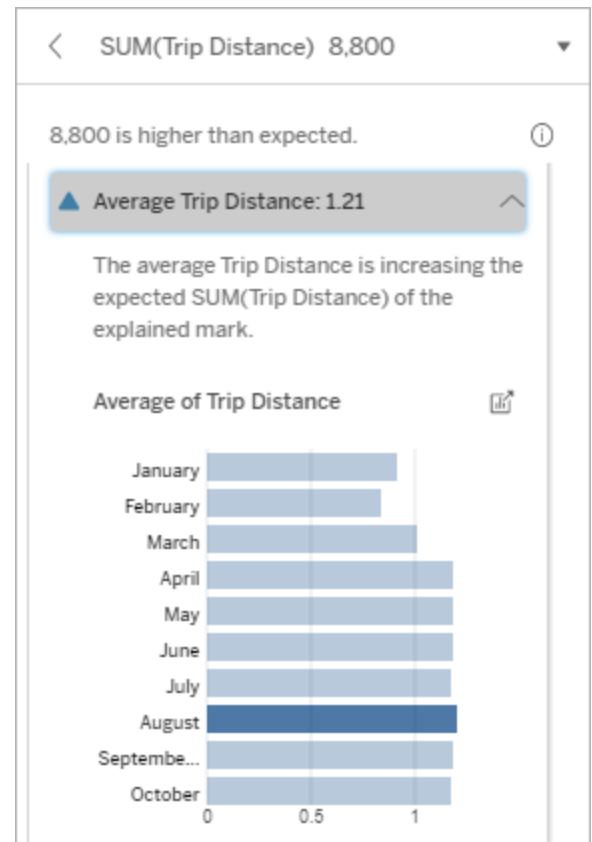 SUM(Trip Distance) 8,800
8,800 is higher than expected.
Average Trip Distance: 1.21
The average Trip Distance is increasing the
expected SUM(Trip Distance) of the
explained mark.
Average of Trip Distance
January
February
March
April
May
June
July
August
Septembe...
October
0 0.5 1